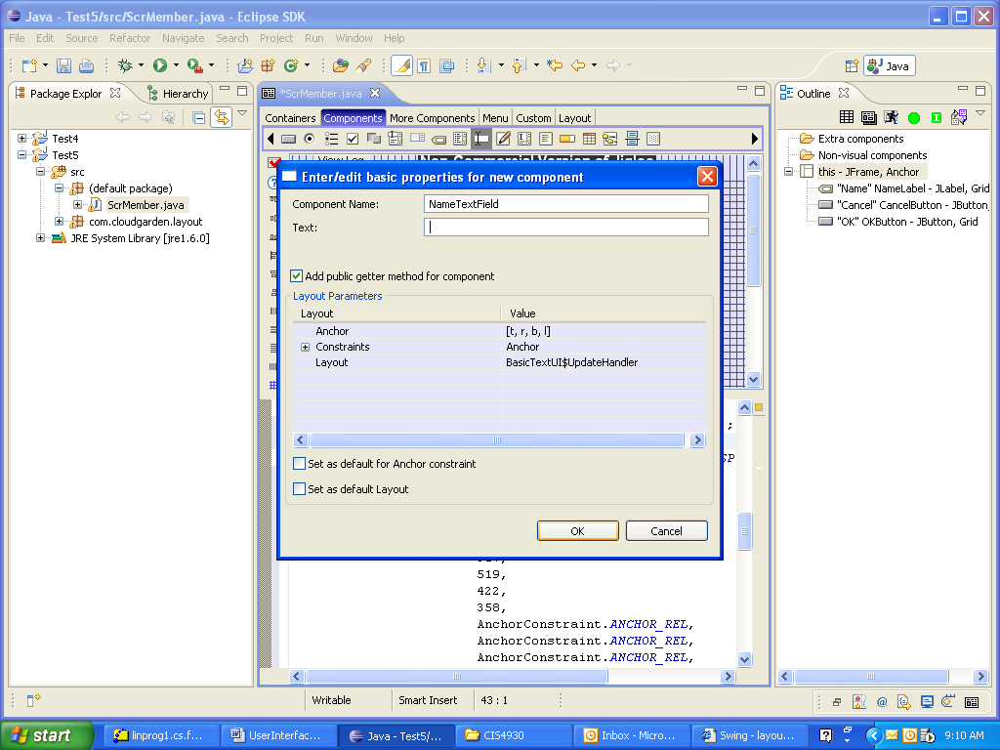 Java - Test5/src/ScrMember.java - Eclipse SDK
File Edit Source Refactor Navigate Search Project Run Window Help
Java
Package Explor Hierarchy
*ScrMember.java
Outline
Containers Components More Components Menu Custom Layout
Test4
Test5
src
(default package)
ScrMember.java
com.cloudgarden.layout
JRE System Library [jre1.6.0]
Extra components
Non-visual components
this - JFrame, Anchor
"Name" NameLabel - JLabel, Grid
"Cancel" CancelButton - JButton,
"OK" OKButton - JButton, Grid
Enter/edit basic properties for new component
Component Name: NameTextField
Text:
Add public getter method for component
Layout Parameters
Layout Value
Anchor [t, r, b, l]
Constraints Anchor
Layout BasicTextUI$UpdateHandler
Set as default for Anchor constraint
Set as default Layout
OK Cancel
;
SP
519,
422,
358,
AnchorConstraint.ANCHOR_REL,
AnchorConstraint.ANCHOR_REL,
AnchorConstraint.ANCHOR_REL,
Writable Smart Insert 43 : 1
start linprog1.cs.f... UserInterfac... Java - Test5/... CIS4930 Inbox - Micro... Swing - layou... 9:10 AM